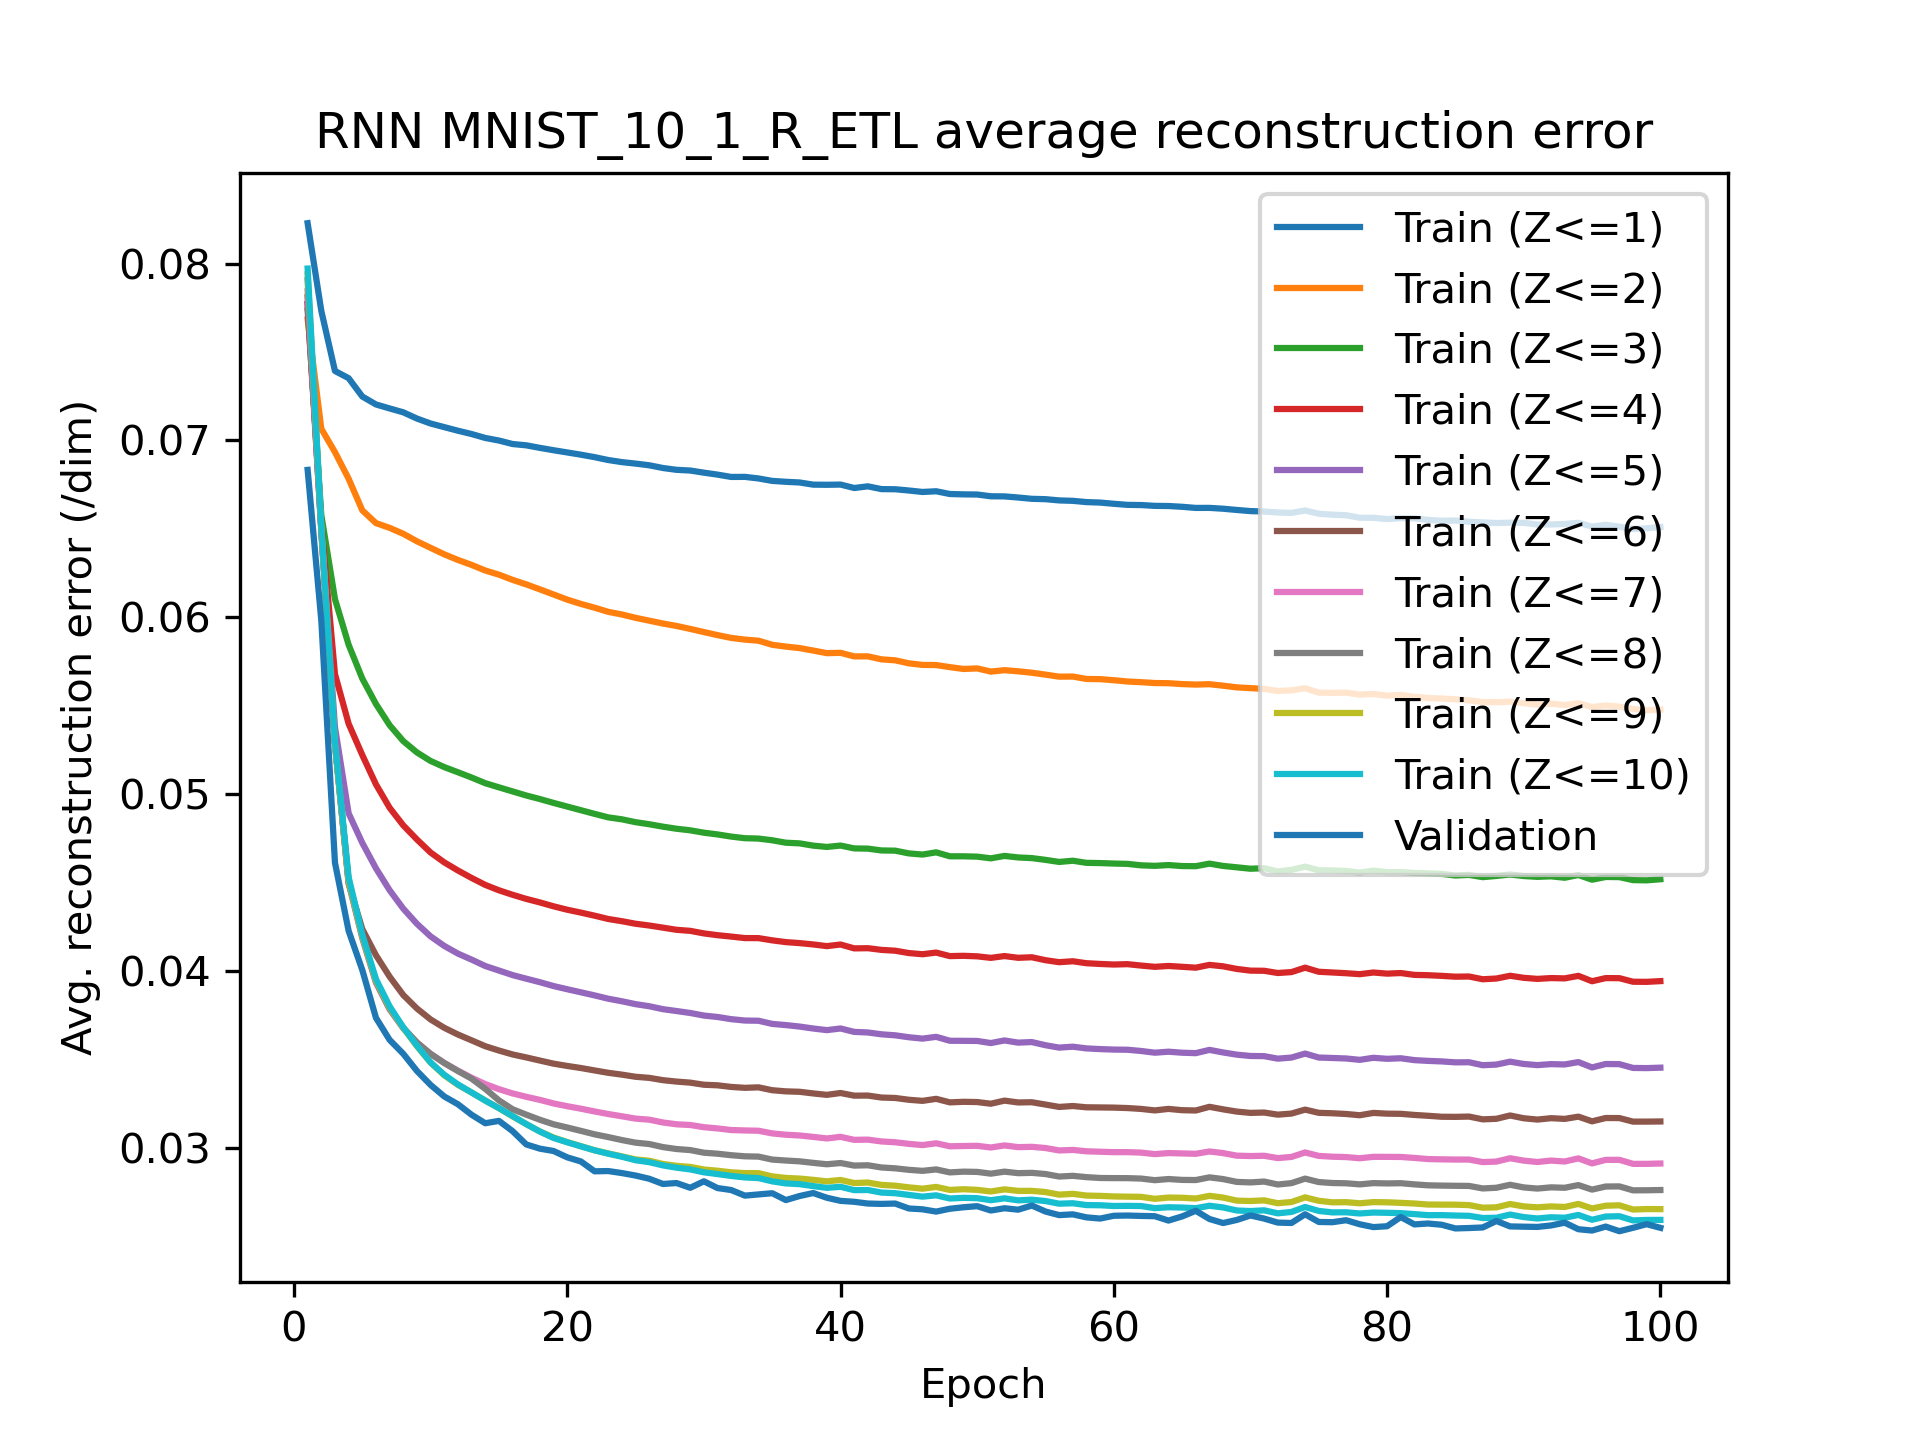 RNN MNIST_10_1_R_ETL average reconstruction error
Avg. reconstruction error (/dim)
0.08
0.07
0.06
0.05
0.04
0.03
Train (Z<=1)
Train (Z<=2)
Train (Z<=3)
Train (Z<=4)
Train (Z<=5)
Train (Z<=6)
Train (Z<=7)
Train (Z<=8)
Train (Z<=9)
Train (Z<=10)
Validation
0 20 40 60 80 100
Epoch